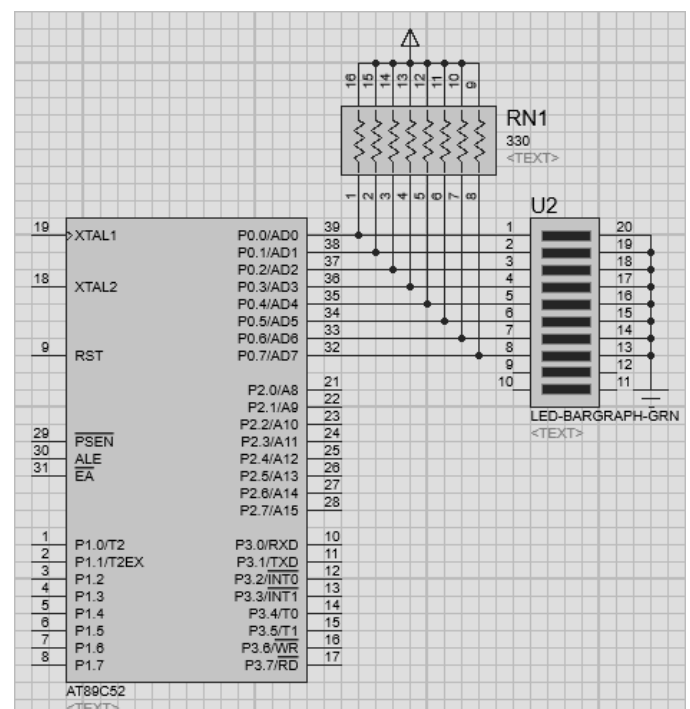 16 15 14 13 12 11 10 9
RN1
330
<TEXT>
1 2 3 4 5 6 7 8
U2
19 XTAL1 P0.0/AD0 39 1 20
P0.1/AD1 38 2 19
P0.2/AD2 37 3 18
18 XTAL2 P0.3/AD3 36 4 17
P0.4/AD4 35 5 16
P0.5/AD5 34 6 15
P0.6/AD6 33 7 14
9 RST P0.7/AD7 32 8 13
9 12
10 11
LED-BARGRAPH-GRN
<TEXT>
P2.0/A8 21
P2.1/A9 22
P2.2/A10 23
29 PSEN P2.3/A11 24
30 ALE P2.4/A12 25
31 EA P2.5/A13 26
P2.6/A14 27
P2.7/A15 28
1 P1.0/T2 P3.0/RXD 10
2 P1.1/T2EX P3.1/TXD 11
3 P1.2 P3.2/INT0 12
4 P1.3 P3.3/INT1 13
5 P1.4 P3.4/T0 14
6 P1.5 P3.5/T1 15
7 P1.6 P3.6/WR 16
8 P1.7 P3.7/RD 17
AT89C52
<TEXT>